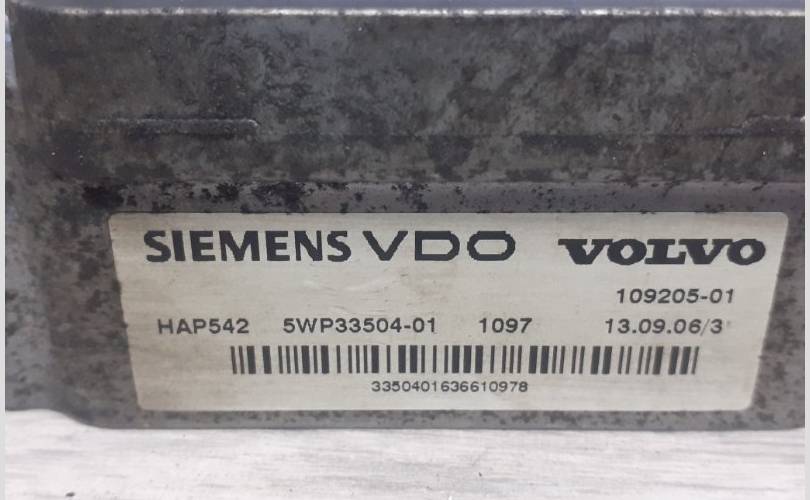 SIEMENS VDO VOLVO
109205-01
HAP542 5WP33504-01 1097 13.09.06/3
3350401636610978